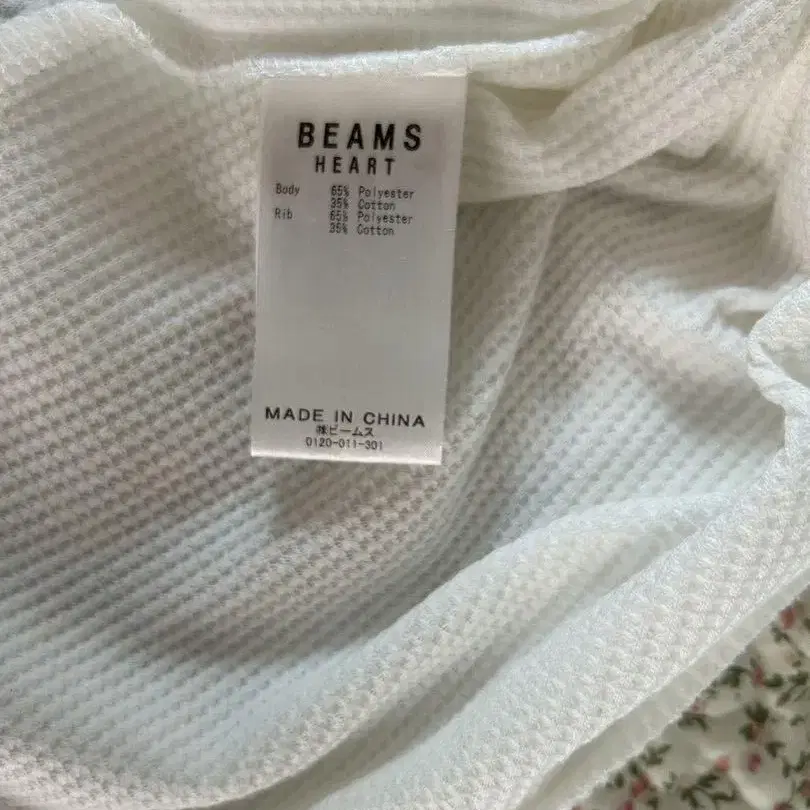 BEAMS
HEART
Body 65% Polyester
35% Cotton
Rib 65% Polyester
35% Cotton
MADE IN CHINA
㈱ビームス
0120-011-301